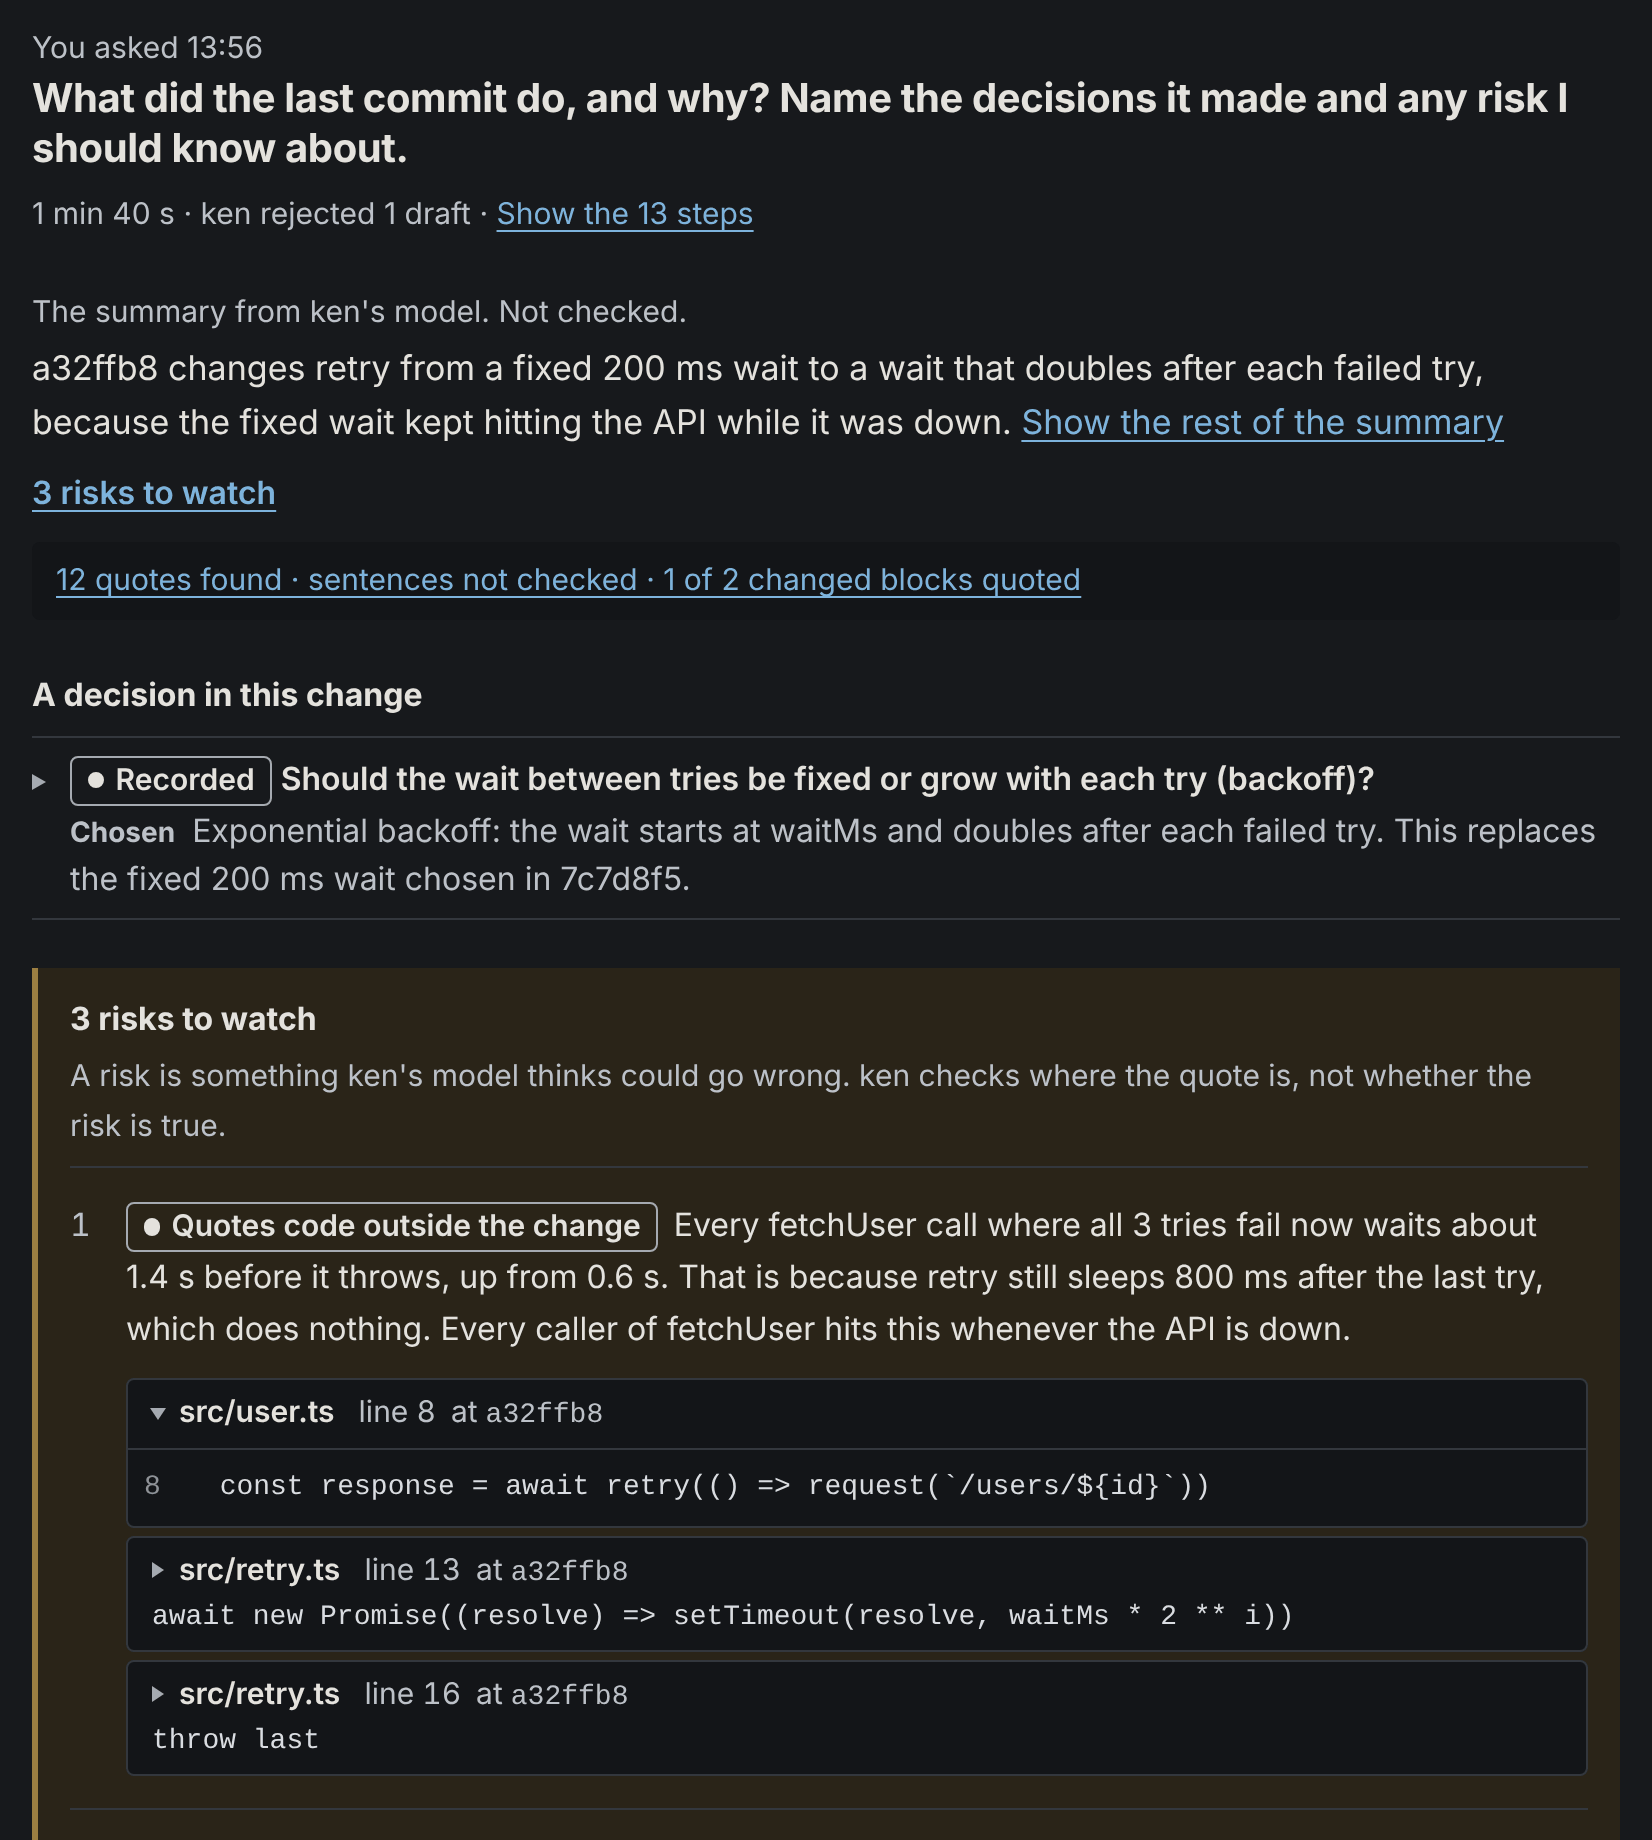 You asked 13:56
What did the last commit do, and why? Name the decisions it made and any risk I
should know about.
1 min 40 s · ken rejected 1 draft · Show the 13 steps
The summary from ken's model. Not checked.
a32ffb8 changes retry from a fixed 200 ms wait to a wait that doubles after each failed try,
because the fixed wait kept hitting the API while it was down. Show the rest of the summary
3 risks to watch
12 quotes found · sentences not checked · 1 of 2 changed blocks quoted
A decision in this change
Recorded Should the wait between tries be fixed or grow with each try (backoff)?
Chosen Exponential backoff: the wait starts at waitMs and doubles after each failed try. This replaces
the fixed 200 ms wait chosen in 7c7d8f5.
3 risks to watch
A risk is something ken's model thinks could go wrong. ken checks where the quote is, not whether the
risk is true.
1 Quotes code outside the change Every fetchUser call where all 3 tries fail now waits about
1.4 s before it throws, up from 0.6 s. That is because retry still sleeps 800 ms after the last try,
which does nothing. Every caller of fetchUser hits this whenever the API is down.
src/user.ts line 8 at a32ffb8
8 const response = await retry(() => request(`/users/${id}`))
src/retry.ts line 13 at a32ffb8
await new Promise((resolve) => setTimeout(resolve, waitMs * 2 ** i))
src/retry.ts line 16 at a32ffb8
throw last